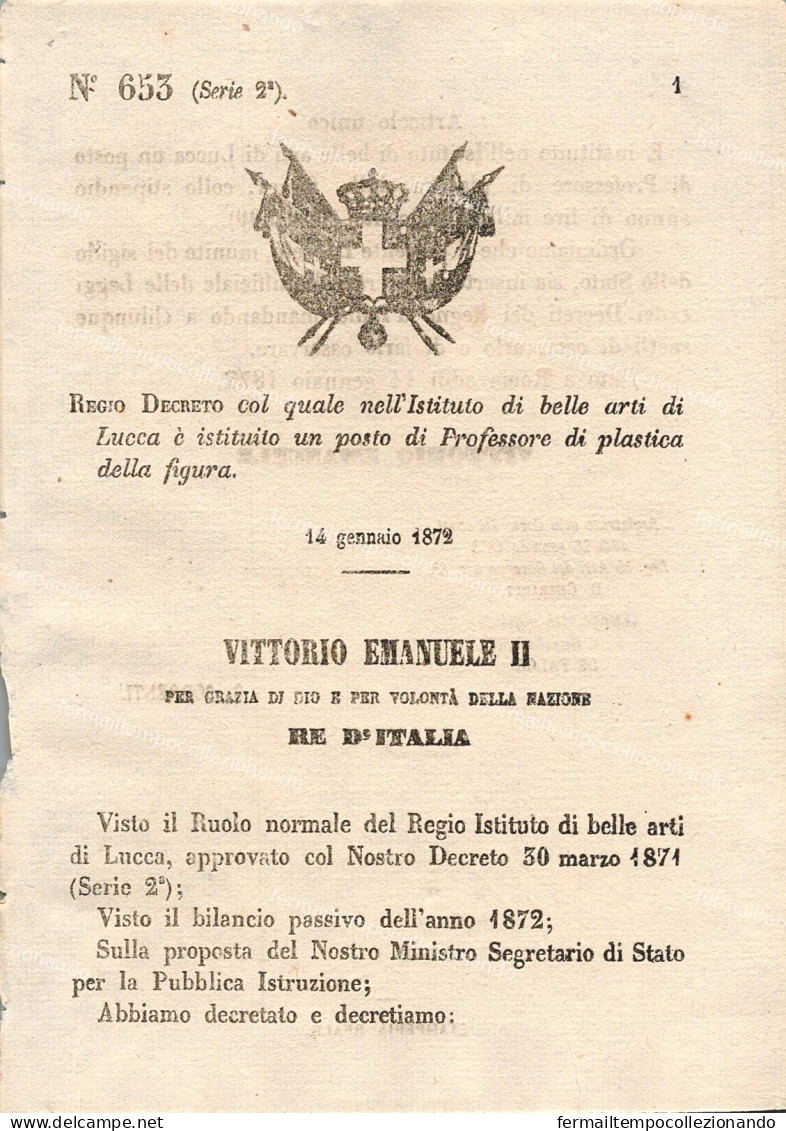 N.º 653 (Serie 2ª). 1
REGIO DECRETO col quale nell'Istituto di belle arti di
Lucca è istituito un posto di Professore di plastica
della figura.
14 gennaio 1872
VITTORIO EMANUELE II
PER GRAZIA DI DIO E PER VOLONTÀ DELLA NAZIONE
RE D'ITALIA
Visto il Ruolo normale del Regio Istituto di belle arti
di Lucca, approvato col Nostro Decreto 30 marzo 1871
(Serie 2ª);
Visto il bilancio passivo dell'anno 1872;
Sulla proposta del Nostro Ministro Segretario di Stato
per la Pubblica Istruzione;
Abbiamo decretato e decretiamo:
delcampe.net fermailtempocollezionando